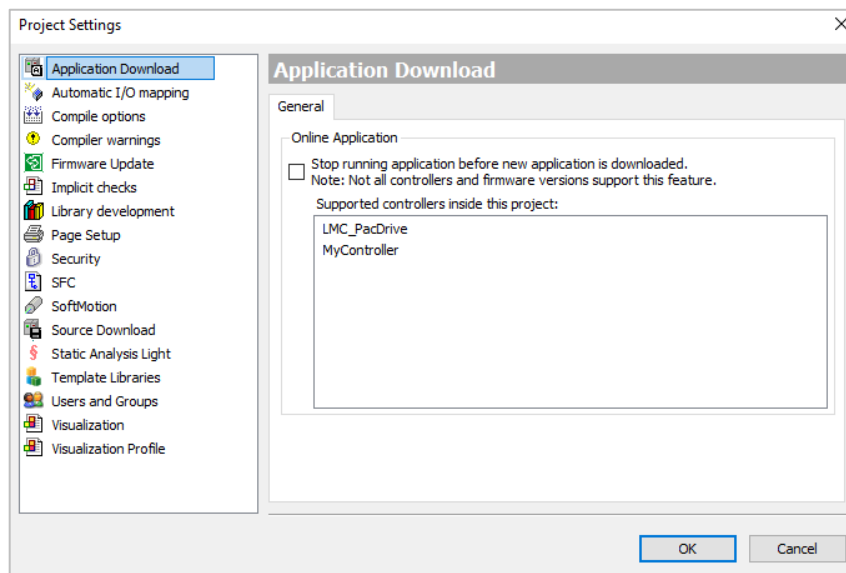 Project Settings
Application Download
Automatic I/O mapping
Compile options
Compiler warnings
Firmware Update
Implicit checks
Library development
Page Setup
Security
SFC
SoftMotion
Source Download
Static Analysis Light
Template Libraries
Users and Groups
Visualization
Visualization Profile
Application Download
General
Online Application
Stop running application before new application is downloaded.
Note: Not all controllers and firmware versions support this feature.
Supported controllers inside this project:
LMC_PacDrive
MyController
OK
Cancel